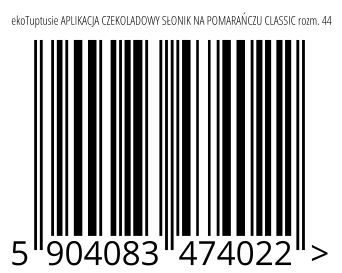 ekoTuptusie APLIKACJA CZEKOLADOWY SŁONIK NA POMARAŃCZU CLASSIC rozm. 44
5 904083 474022 >